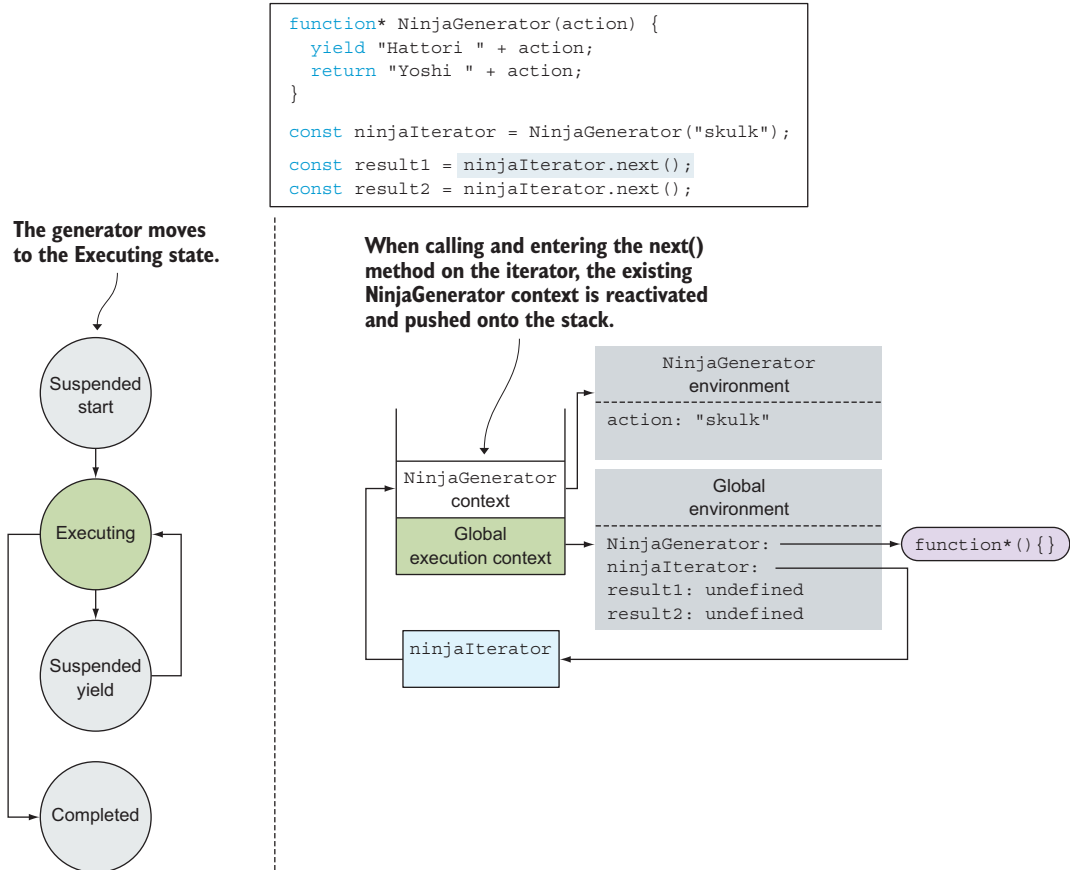 function* NinjaGenerator(action) {
yield "Hattori " + action;
return "Yoshi " + action;
}
const ninjaIterator = NinjaGenerator("skulk");
const result1 = ninjaIterator.next();
const result2 = ninjaIterator.next();
The generator moves
to the Executing state.
Suspended
start
Executing
Suspended
yield
Completed
When calling and entering the next()
method on the iterator, the existing
NinjaGenerator context is reactivated
and pushed onto the stack.
NinjaGenerator
context
Global
execution context
ninjaIterator
NinjaGenerator
environment
action: "skulk"
Global
environment
NinjaGenerator:
ninjaIterator:
result1: undefined
result2: undefined
function*(){}